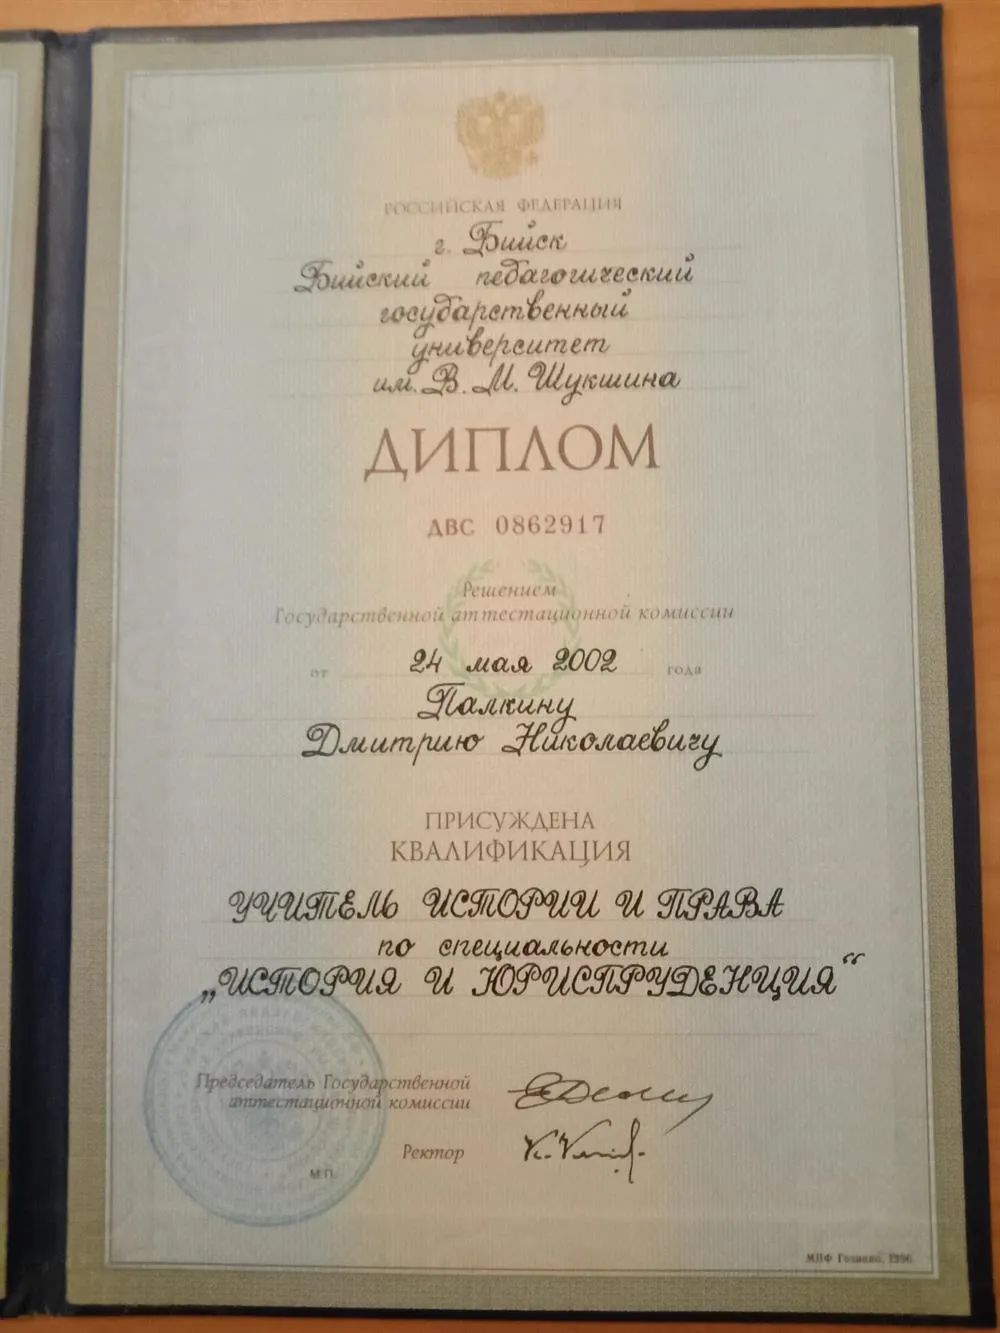 РОССИЙСКАЯ ФЕДЕРАЦИЯ
г. Бийск
Бийский педагогический
государственный
университет
им. В. М. Шукшина
ДИПЛОМ
ДВС 0862917
Решением
Государственной аттестационной комиссии
от 24 мая 2002 года
Палкину
Дмитрию Николаевичу
ПРИСУЖДЕНА
КВАЛИФИКАЦИЯ
УЧИТЕЛЬ ИСТОРИИ И ПРАВА
по специальности
„ИСТОРИЯ И ЮРИСПРУДЕНЦИЯ“
Председатель Государственной
аттестационной комиссии
Ректор
М.П.
МПФ Гознака. 1996.